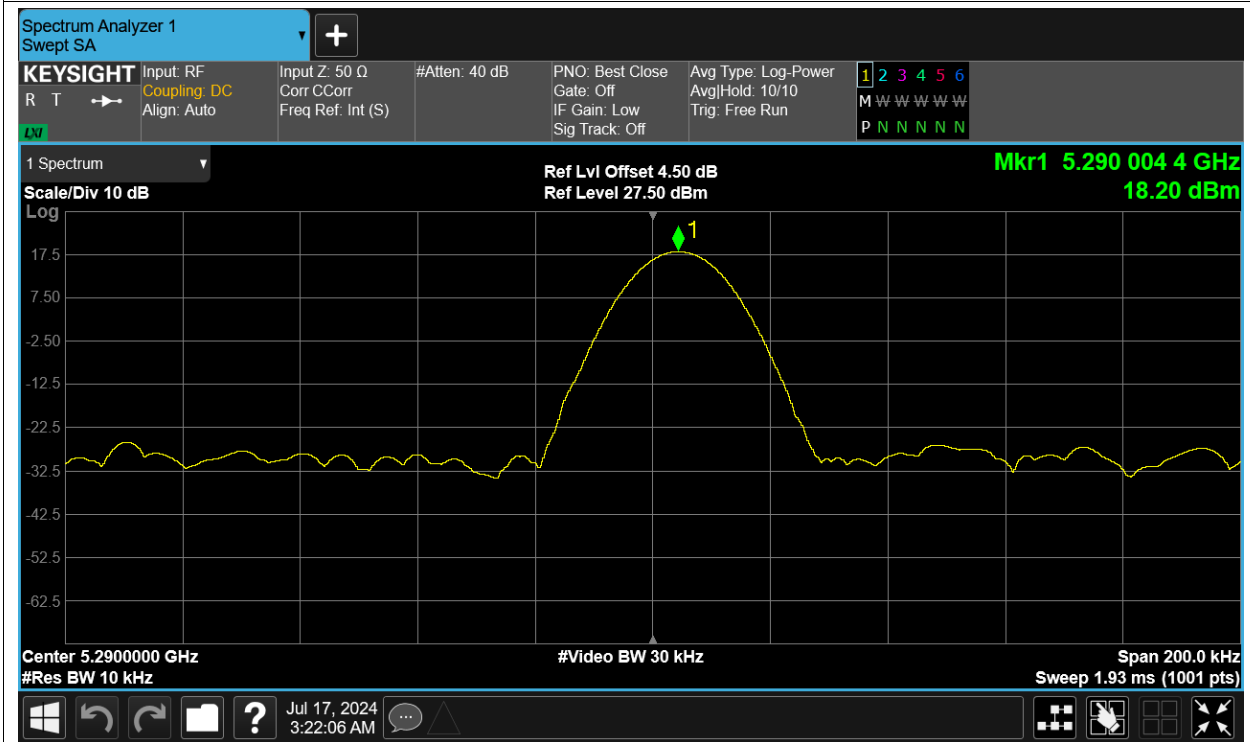 Spectrum Analyzer 1
Swept SA
+
KEYSIGHT
R T
LXI
Input: RF
Coupling: DC
Align: Auto
Input Z: 50 Ω
Corr CCorr
Freq Ref: Int (S)
#Atten: 40 dB
PNO: Best Close
Gate: Off
IF Gain: Low
Sig Track: Off
Avg Type: Log-Power
Avg|Hold: 10/10
Trig: Free Run
1 2 3 4 5 6
M W W W W W
P N N N N N
1 Spectrum
Scale/Div 10 dB
Ref Lvl Offset 4.50 dB
Ref Level 27.50 dBm
Mkr1 5.290 004 4 GHz
18.20 dBm
Log
1
17.5
7.50
-2.50
-12.5
-22.5
-32.5
-42.5
-52.5
-62.5
Center 5.2900000 GHz
#Res BW 10 kHz
#Video BW 30 kHz
Span 200.0 kHz
Sweep 1.93 ms (1001 pts)
?
Jul 17, 2024
3:22:06 AM